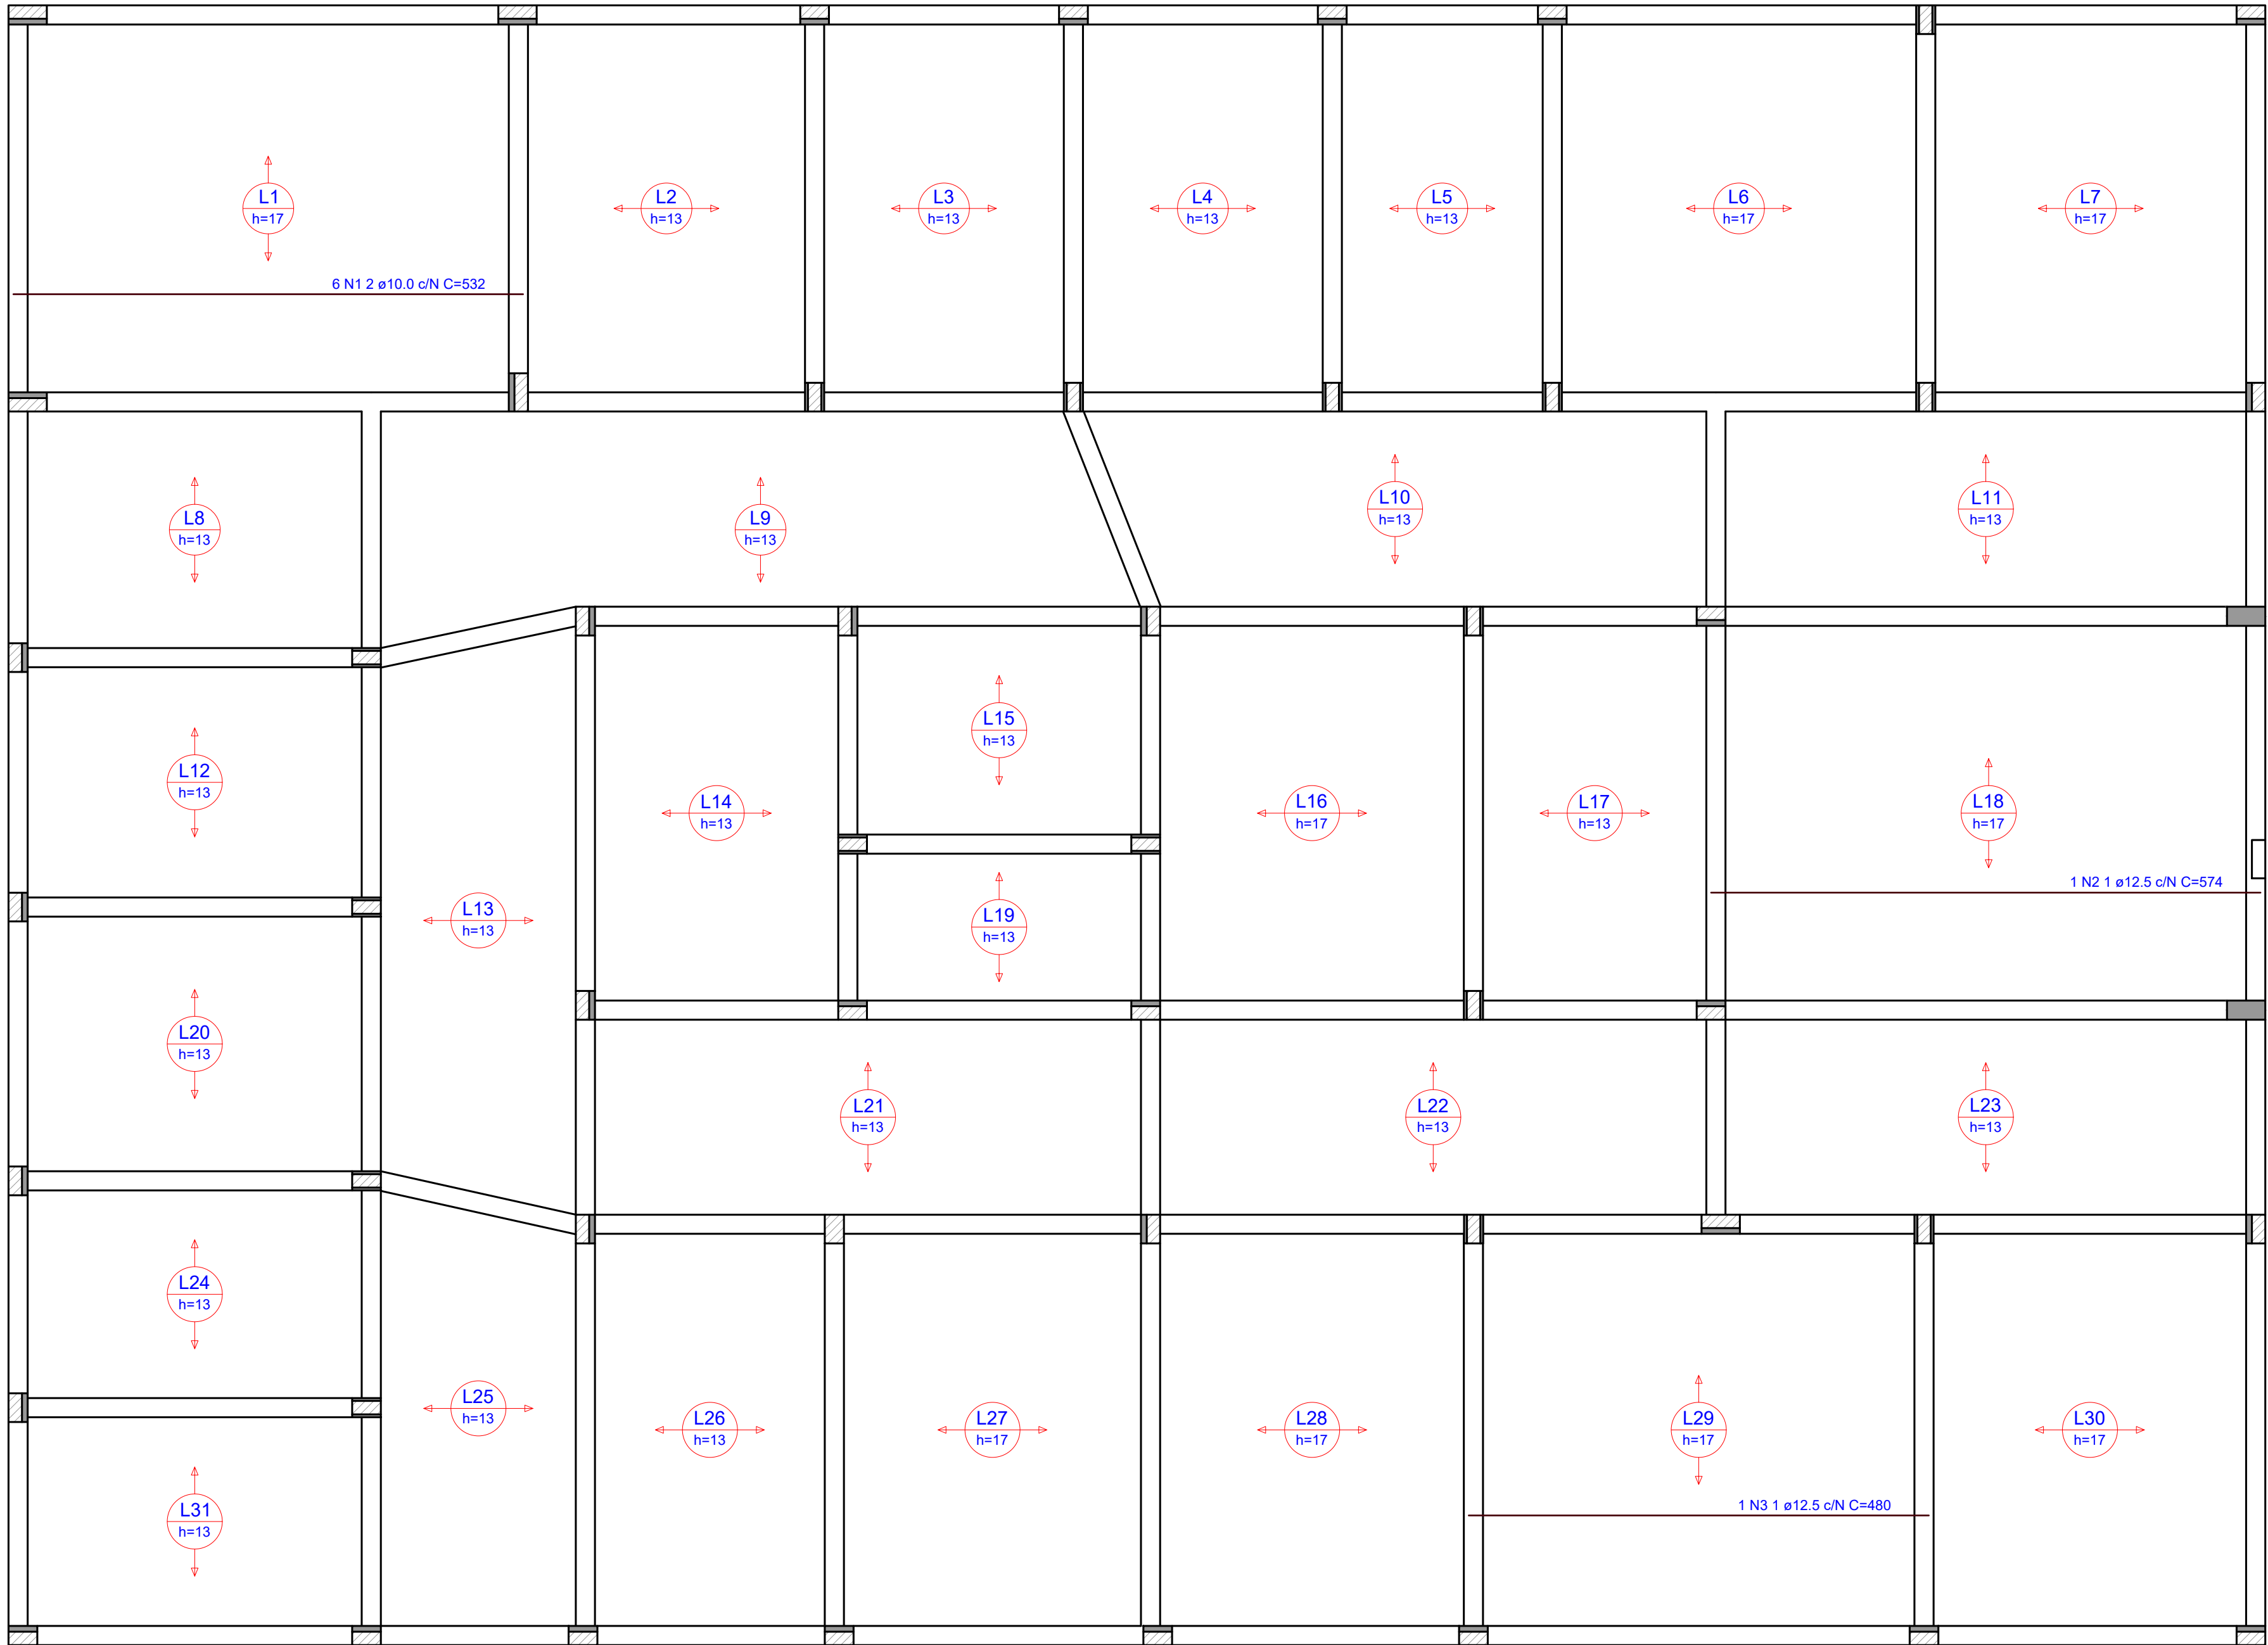 L1
h=17
L2
h=13
L3
h=13
L4
h=13
L5
h=13
L6
h=17
L7
h=17
6 N1 2 ø10.0 c/N C=532
L8
h=13
L9
h=13
L10
h=13
L11
h=13
L12
h=13
L13
h=13
L14
h=13
L15
h=13
L16
h=17
L17
h=13
L18
h=17
1 N2 1 ø12.5 c/N C=574
L19
h=13
L20
h=13
L21
h=13
L22
h=13
L23
h=13
L24
h=13
L25
h=13
L26
h=13
L27
h=17
L28
h=17
L29
h=17
L30
h=17
1 N3 1 ø12.5 c/N C=480
L31
h=13